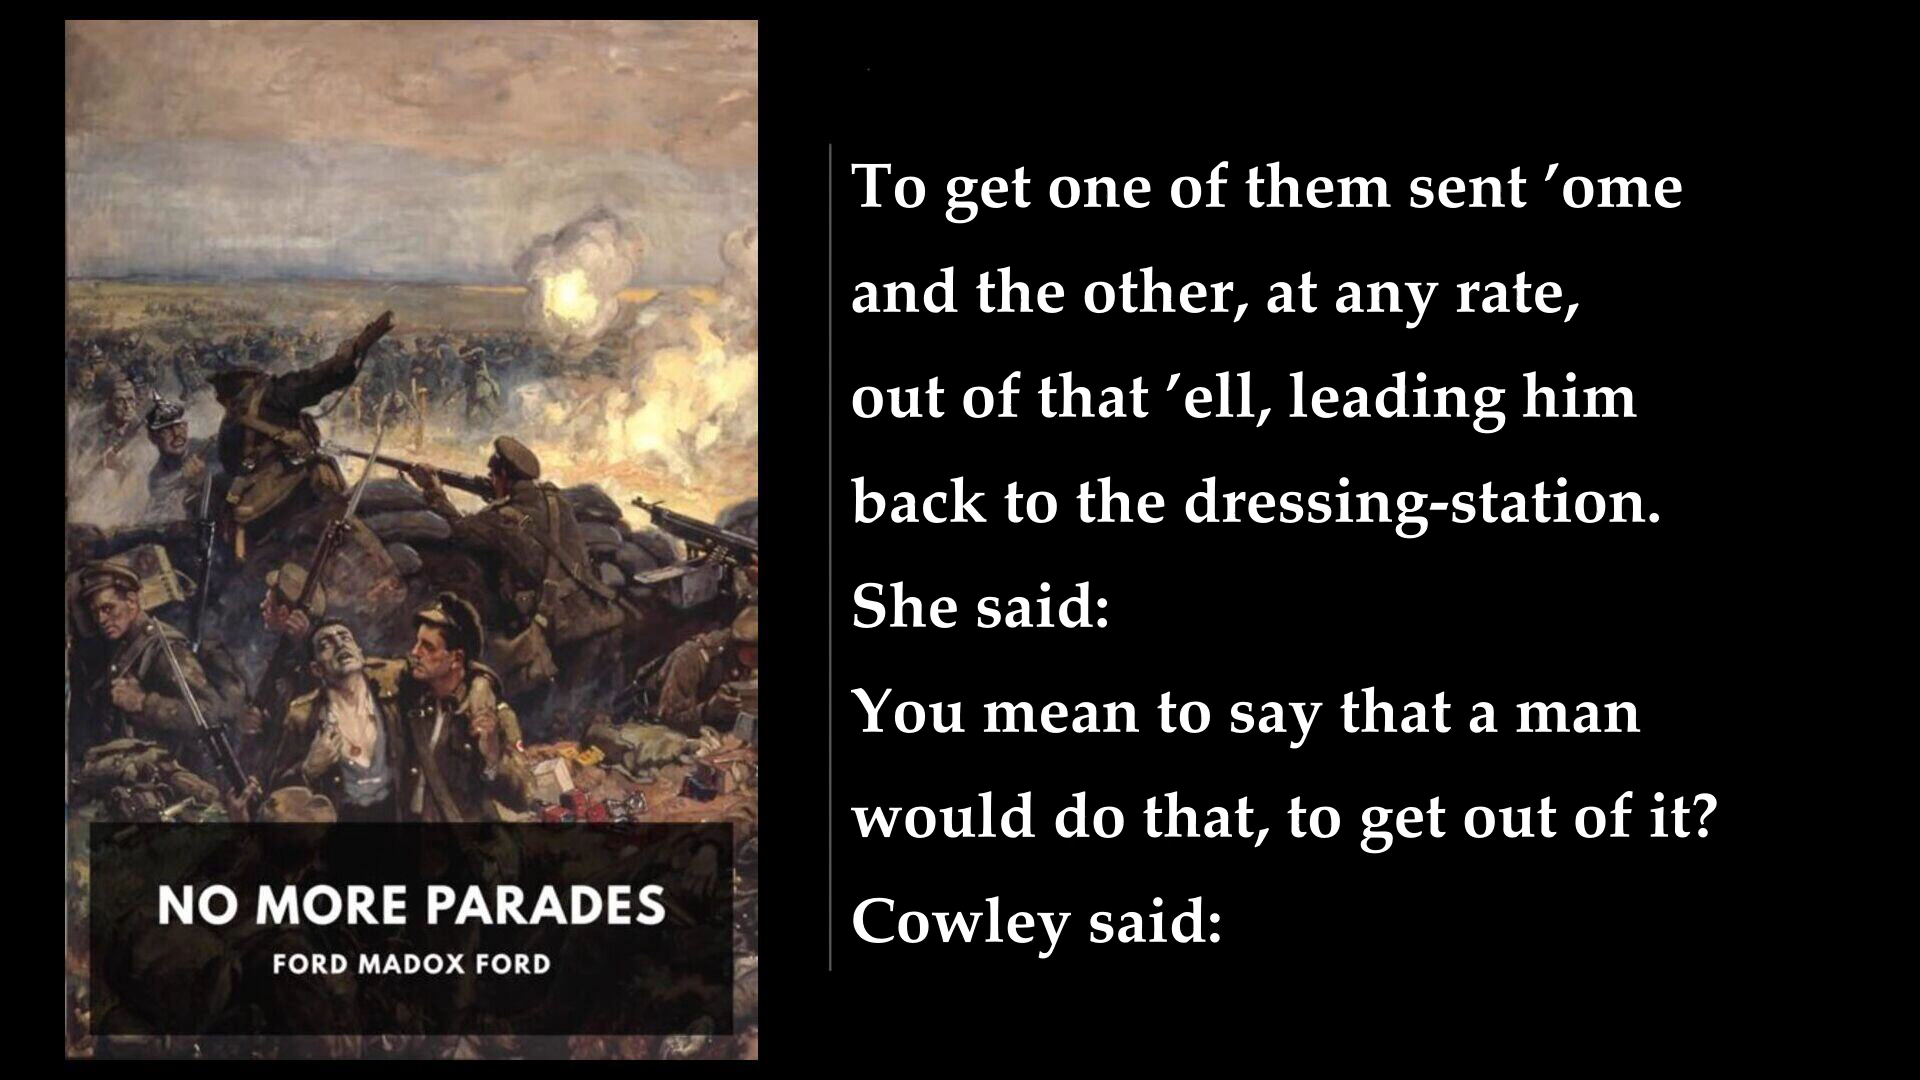 To get one of them sent ’ome
and the other, at any rate,
out of that ’ell, leading him
back to the dressing-station.
She said:
You mean to say that a man
would do that, to get out of it?
Cowley said:
NO MORE PARADES
FORD MADOX FORD